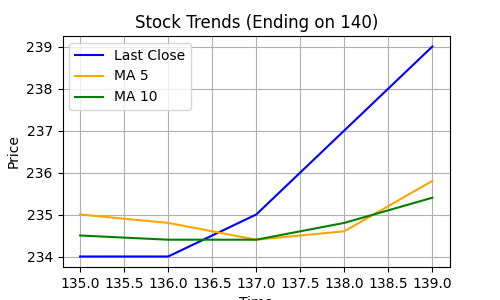 Stock Trends (Ending on 140)
Last Close
MA 5
MA 10
Price
239
238
237
236
235
234
135.0 135.5 136.0 136.5 137.0 137.5 138.0 138.5 139.0
Time